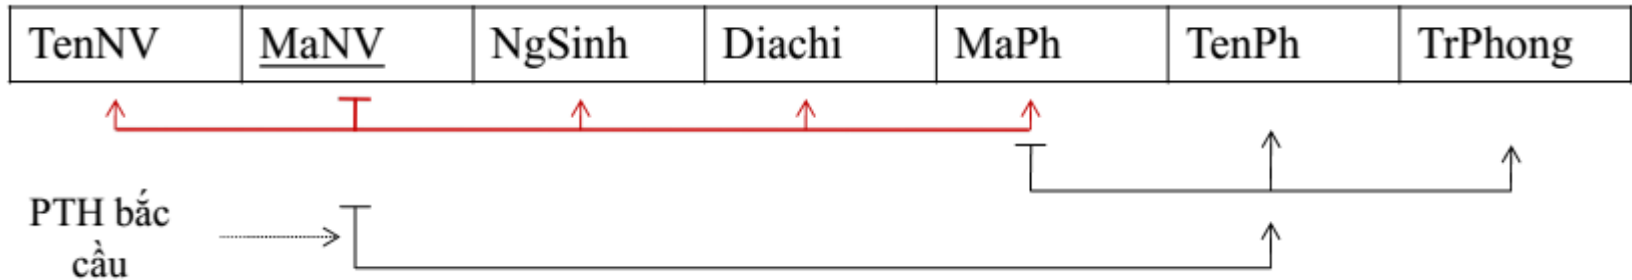 TenNV MaNV NgSinh Diachi MaPh TenPh TrPhong
PTH bắc
cầu